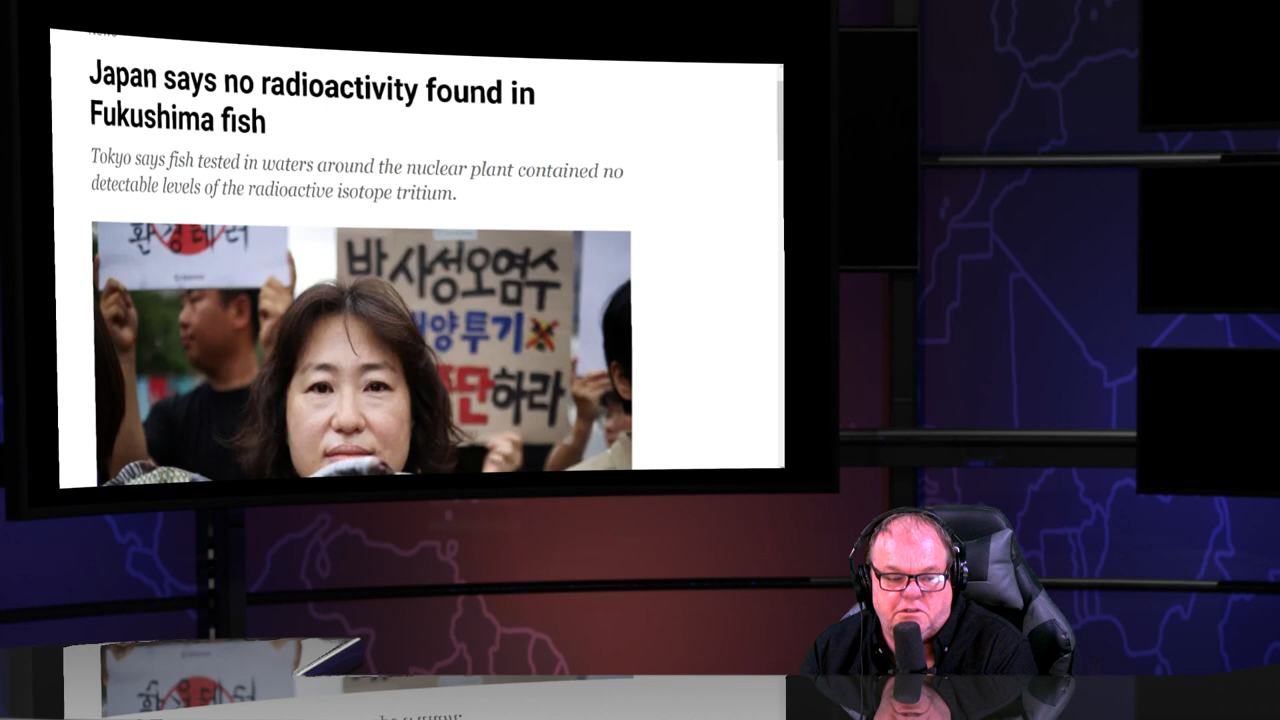 Japan says no radioactivity found in
Fukushima fish
Tokyo says fish tested in waters around the nuclear plant contained no
detectable levels of the radioactive isotope tritium.
환경테러
방사성오염수
해양투기
중단하라